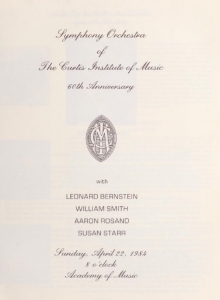 Symphony Orchestra
of
The Curtis Institute of Music
60th Anniversary
with
LEONARD BERNSTEIN
WILLIAM SMITH
AARON ROSAND
SUSAN STARR
Sunday, April 22, 1984
8 o'clock
Academy of Music